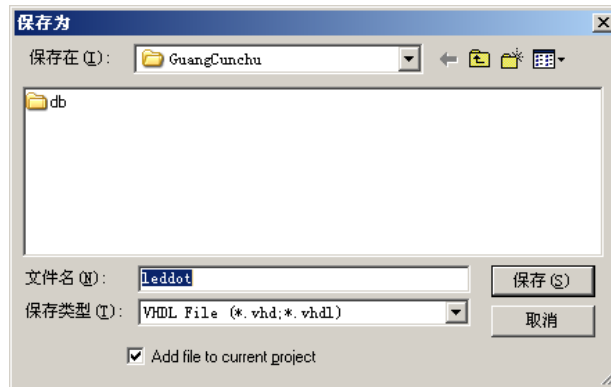 保存为
保存在(I): GuangCunchu
db
文件名(N): leddot 保存(S)
保存类型(T): VHDL File (*.vhd;*.vhdl) 取消
Add file to current project